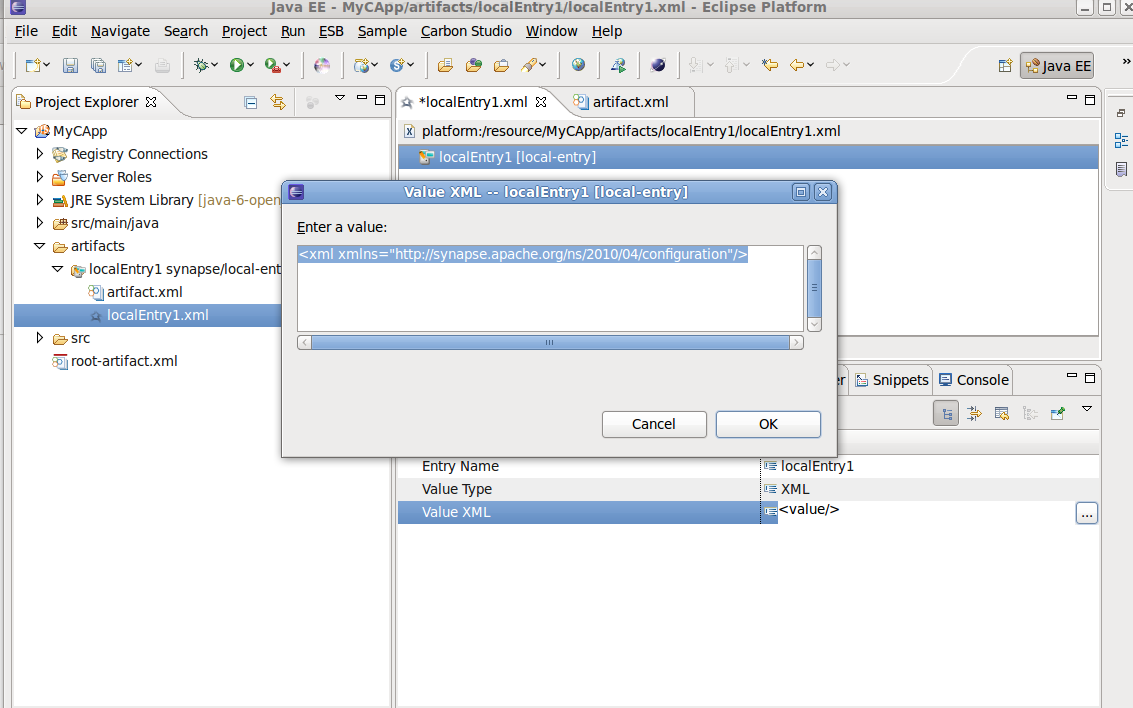 Java EE - MyCApp/artifacts/localEntry1/localEntry1.xml - Eclipse Platform
File Edit Navigate Search Project Run ESB Sample Carbon Studio Window Help
Java EE
»
Project Explorer
*localEntry1.xml
artifact.xml
MyCApp
platform:/resource/MyCApp/artifacts/localEntry1/localEntry1.xml
Registry Connections
localEntry1 [local-entry]
Server Roles
Value XML -- localEntry1 [local-entry]
JRE System Library [java-6-open
src/main/java
Enter a value:
artifacts
<xml xmlns="http://synapse.apache.org/ns/2010/04/configuration"/>
localEntry1 synapse/local-ent
artifact.xml
localEntry1.xml
src
root-artifact.xml
er
Snippets
Console
Cancel
OK
Entry Name
localEntry1
Value Type
XML
Value XML
<value/>
...